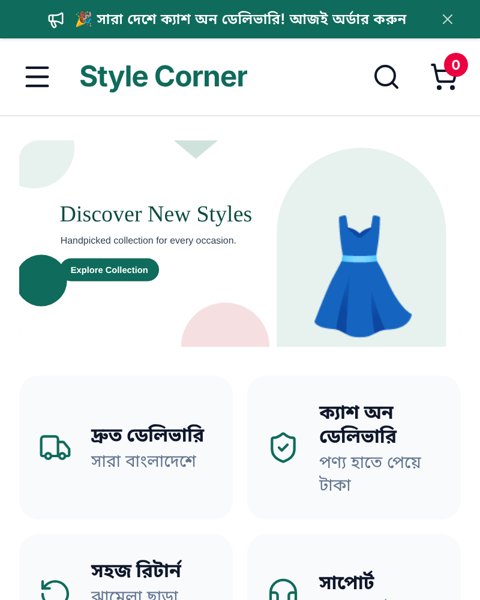 🎉 সারা দেশে ক্যাশ অন ডেলিভারি! আজই অর্ডার করুন
Style Corner
0
Discover New Styles
Handpicked collection for every occasion.
Explore Collection
দ্রুত ডেলিভারি
সারা বাংলাদেশে
ক্যাশ অন
ডেলিভারি
পণ্য হাতে পেয়ে
টাকা
সহজ রিটার্ন
ঝামেলা ছাড়া
সাপোর্ট